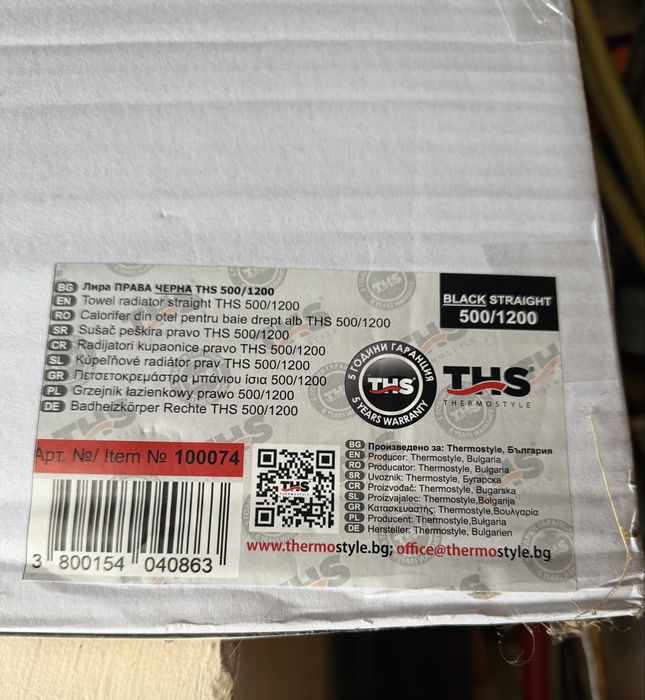 BG Лира ПРАВА ЧЕРНА THS 500/1200
EN Towel radiator straight THS 500/1200
RO Calorifer din otel pentru baie drept alb THS 500/1200
SR Sušač peškira pravo THS 500/1200
CR Radijatori kupaonice pravo THS 500/1200
SL Kúpeľňové radiátor prav THS 500/1200
GR Πετσετοκρεμάστρα μπάνιου ίσια 500/1200
PL Grzejnik łazienkowy prawo 500/1200
DE Badheizkörper Rechte THS 500/1200
BLACK STRAIGHT
500/1200
5 ГОДИНИ ГАРАНЦИЯ
THS
5 YEARS WARRANTY
THS®
THERMOSTYLE
Арт. №/ Item № 100074
3 800154 040863
THS
THERMOSTYLE
BG Произведено за: Thermostyle, България
EN Producer: Thermostyle, Bulgaria
RO Producator: Thermostyle, Bulgaria
SR Uvoznik: Thermostyle, Бугарска
CR Proizvođač: Thermostyle, Bugarska
SL Proizvajalec: Thermostyle,Bolgarija
GR Κατασκευαστής: Thermostyle,Βουλγαρία
PL Producent: Thermostyle,Bulgaria
DE Hersteller: Thermostyle, Bulgarien
www.thermostyle.bg; office@thermostyle.bg